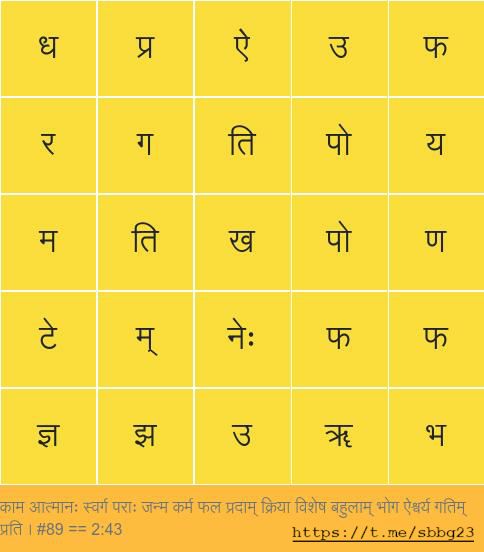 ध प्र ऐ उ फ
र ग ति पो य
म ति ख पो ण
टे म् नेः फ फ
ज्ञ झ उ ॠ भ
काम आत्मानः स्वर्ग पराः जन्म कर्म फल प्रदाम् क्रिया विशेष बहुलाम् भोग ऐश्वर्य गतिम्
प्रति । #89 == 2:43
https://t.me/sbbg23